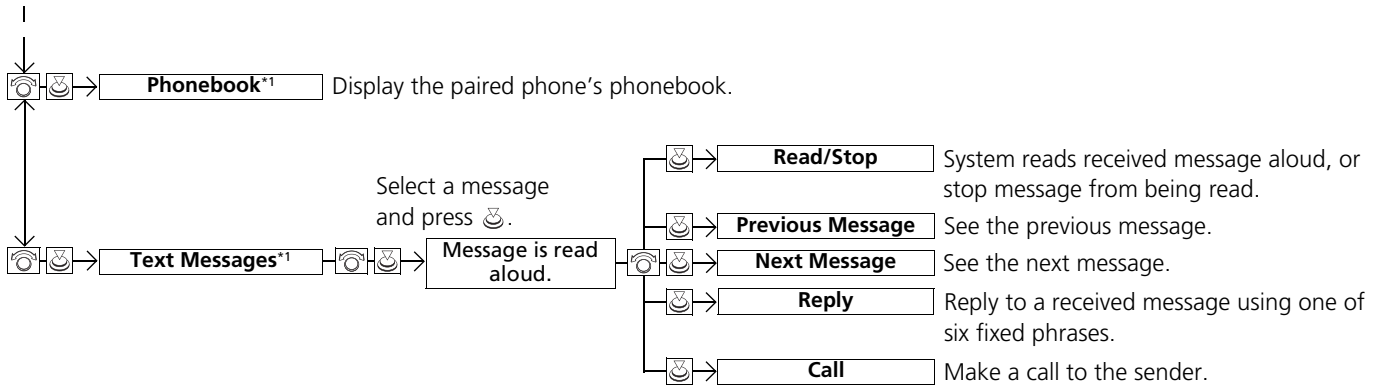 Phonebook*1 Display the paired phone's phonebook.
Select a message
and press .
Text Messages*1
Message is read
aloud.
Read/Stop System reads received message aloud, or
stop message from being read.
Previous Message See the previous message.
Next Message See the next message.
Reply Reply to a received message using one of
six fixed phrases.
Call Make a call to the sender.